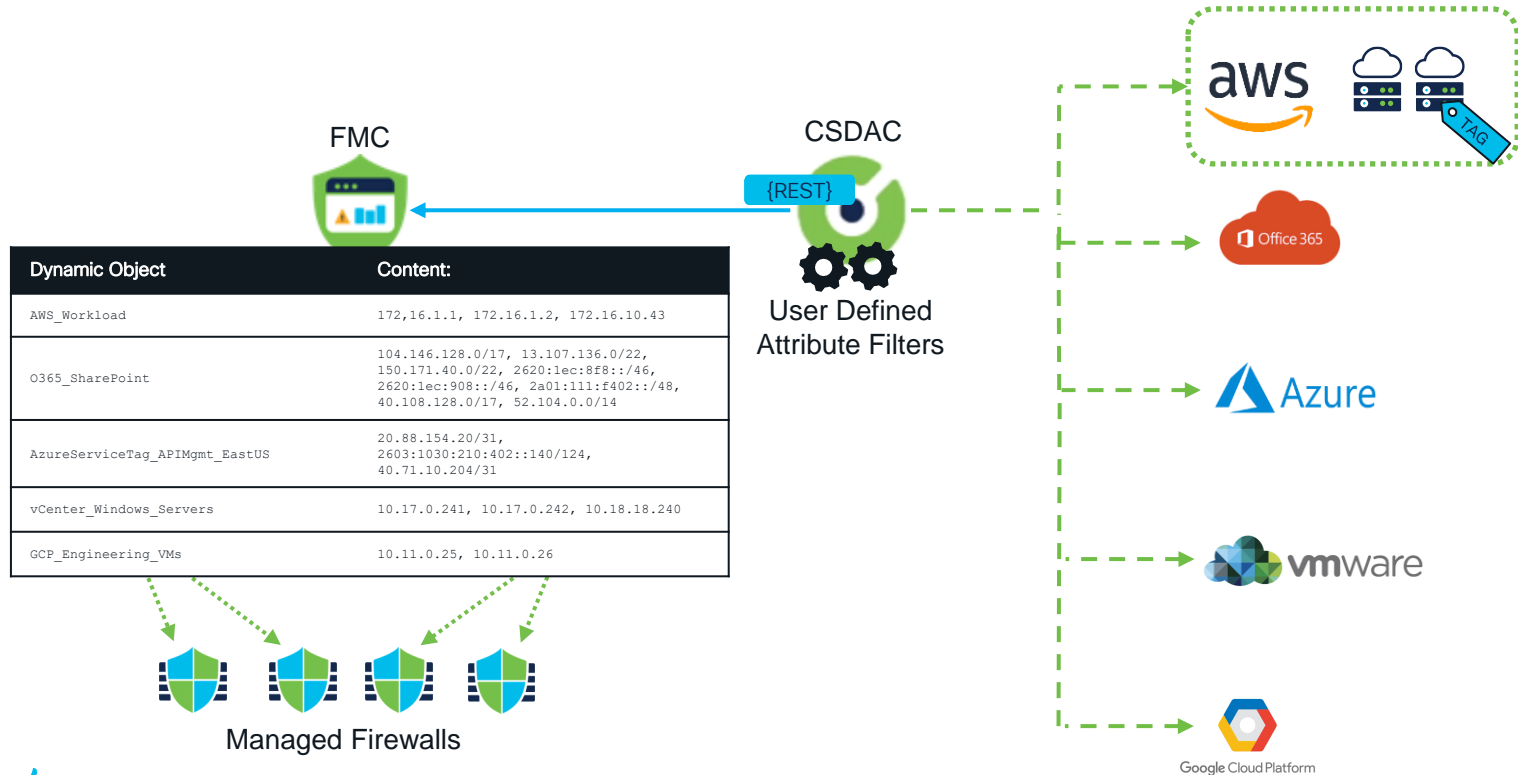 FMC
CSDAC
{REST}
User Defined
Attribute Filters
Dynamic Object Content:
AWS_Workload 172,16.1.1, 172.16.1.2, 172.16.10.43
O365_SharePoint 104.146.128.0/17, 13.107.136.0/22,
150.171.40.0/22, 2620:1ec:8f8::/46,
2620:1ec:908::/46, 2a01:111:f402::/48,
40.108.128.0/17, 52.104.0.0/14
AzureServiceTag_APIMgmt_EastUS 20.88.154.20/31,
2603:1030:210:402::140/124,
40.71.10.204/31
vCenter_Windows_Servers 10.17.0.241, 10.17.0.242, 10.18.18.240
GCP_Engineering_VMs 10.11.0.25, 10.11.0.26
Managed Firewalls
aws
TAG
Office 365
Azure
vmware
Google Cloud Platform